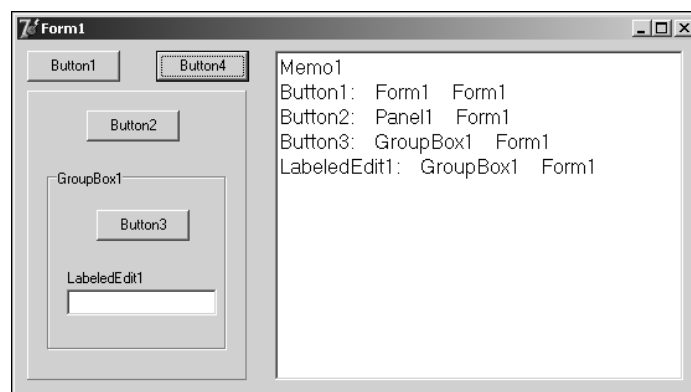 Form1
Button1 Button4
Button2
GroupBox1
Button3
LabeledEdit1
Memo1
Button1: Form1 Form1
Button2: Panel1 Form1
Button3: GroupBox1 Form1
LabeledEdit1: GroupBox1 Form1